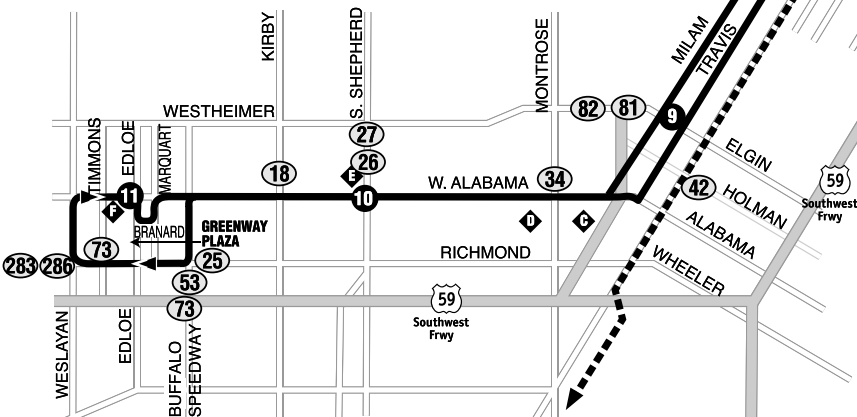 KIRBY
S. SHEPHERD
MONTROSE
MILAM
TRAVIS
WESTHEIMER
TIMMONS
EDLOE
MARQUART
82
81
9
27
26
E
18
34
ELGIN
59
Southwest
Frwy
42
HOLMAN
ALABAMA
W. ALABAMA
11
10
F
D
C
BRANARD
GREENWAY
PLAZA
RICHMOND
WHEELER
73
283
286
25
53
73
59
Southwest
Frwy
WESLAYAN
EDLOE
BUFFALO
SPEEDWAY